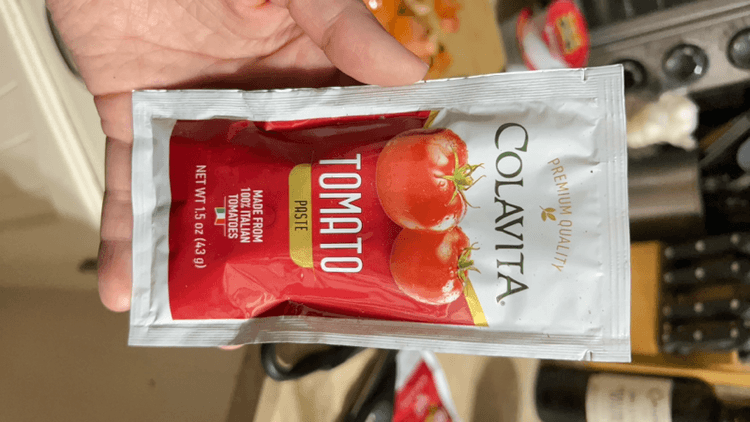 PREMIUM QUALITY
COLAVITA
TOMATO
PASTE
MADE FROM
100% ITALIAN
TOMATOES
NET WT 1.5 oz (43 g)